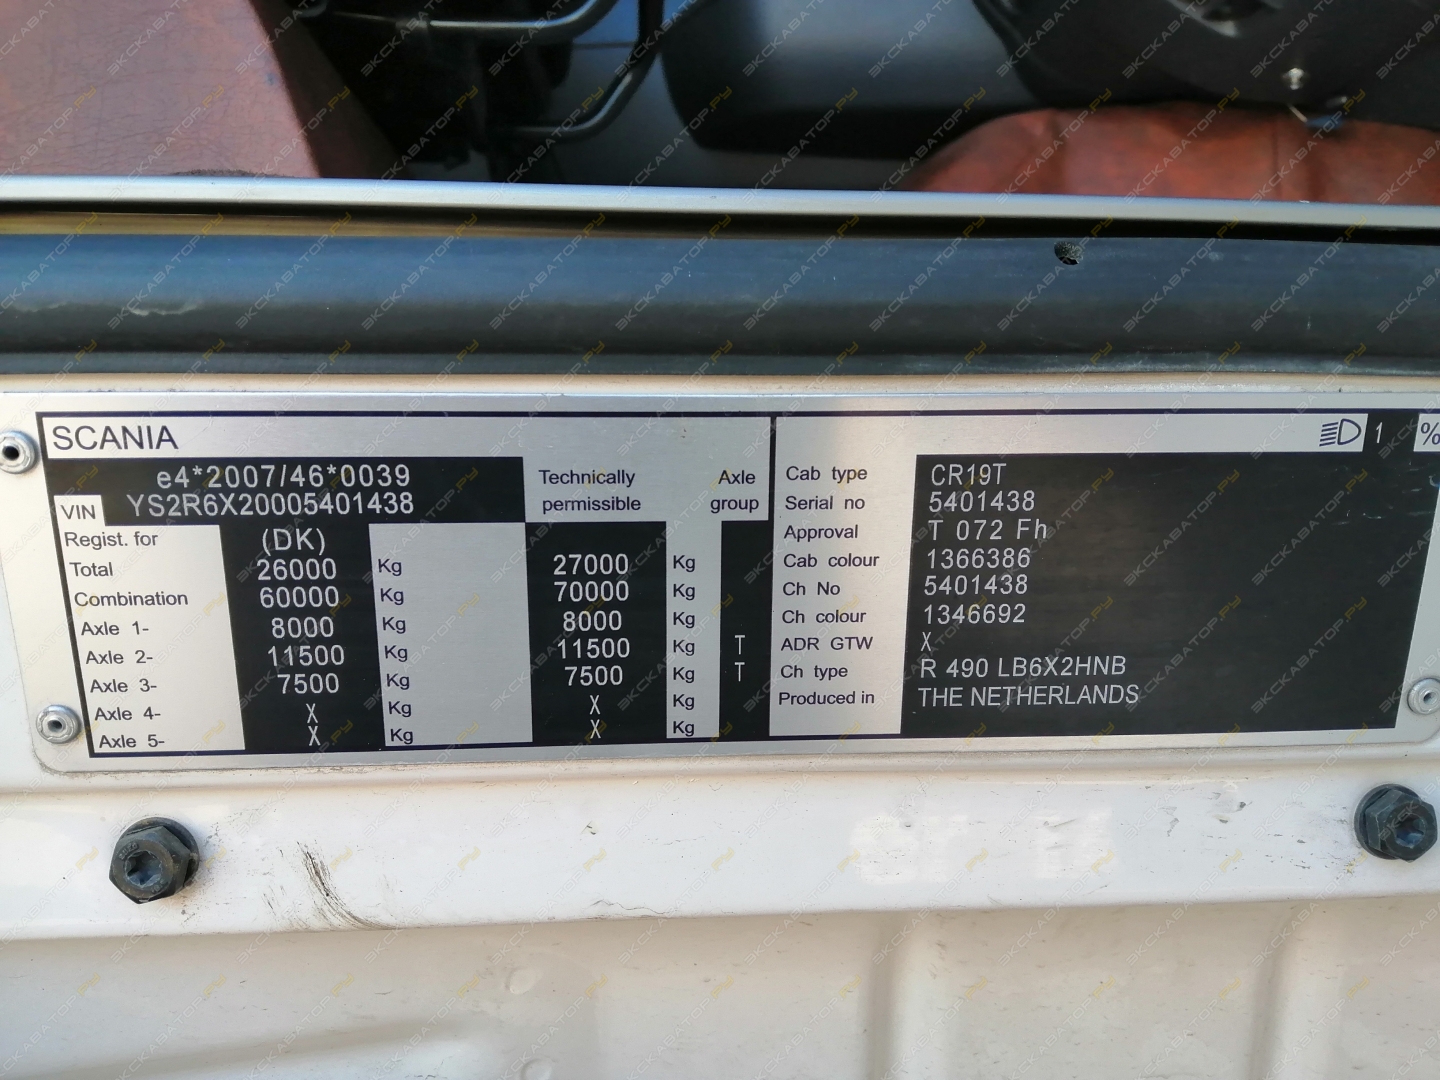 SCANIA
e4*2007/46*0039
VIN YS2R6X20005401438
Technically permissible
Axle group
Regist. for (DK)
Total 26000 Kg 27000 Kg
Combination 60000 Kg 70000 Kg
Axle 1- 8000 Kg 8000 Kg
Axle 2- 11500 Kg 11500 Kg T
Axle 3- 7500 Kg 7500 Kg T
Axle 4- X Kg X Kg
Axle 5- X Kg X Kg
1 %
Cab type CR19T
Serial no 5401438
Approval T 072 Fh
Cab colour 1366386
Ch No 5401438
Ch colour 1346692
ADR GTW X
Ch type R 490 LB6X2HNB
Produced in THE NETHERLANDS
ЭКСКАВАТОР.РУ